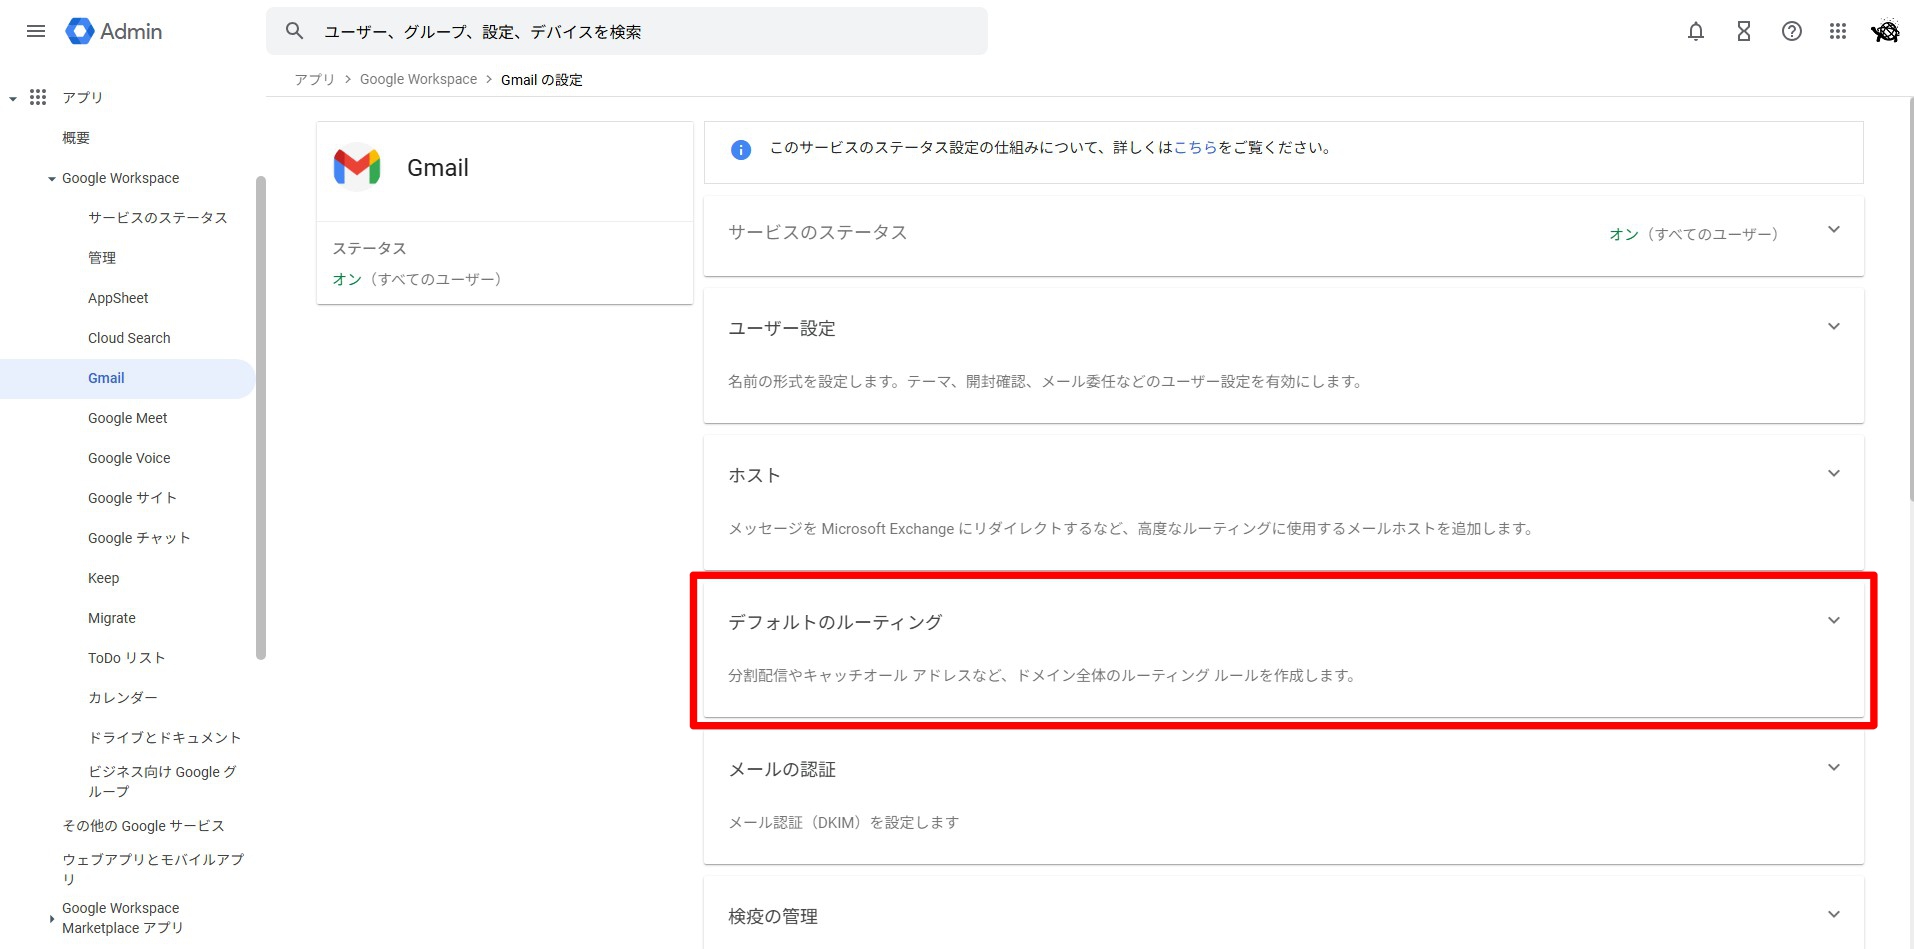 Admin
ユーザー、グループ、設定、デバイスを検索
アプリ > Google Workspace > Gmail の設定
アプリ
概要
Google Workspace
サービスのステータス
管理
AppSheet
Cloud Search
Gmail
Google Meet
Google Voice
Google サイト
Google チャット
Keep
Migrate
ToDo リスト
カレンダー
ドライブとドキュメント
ビジネス向け Google グ
ループ
その他の Google サービス
ウェブアプリとモバイルアプ
リ
Google Workspace
Marketplace アプリ
Gmail
ステータス
オン（すべてのユーザー）
このサービスのステータス設定の仕組みについて、詳しくはこちらをご覧ください。
サービスのステータス
オン（すべてのユーザー）
ユーザー設定
名前の形式を設定します。テーマ、開封確認、メール委任などのユーザー設定を有効にします。
ホスト
メッセージを Microsoft Exchange にリダイレクトするなど、高度なルーティングに使用するメールホストを追加します。
デフォルトのルーティング
分割配信やキャッチオール アドレスなど、ドメイン全体のルーティング ルールを作成します。
メールの認証
メール認証（DKIM）を設定します
検疫の管理